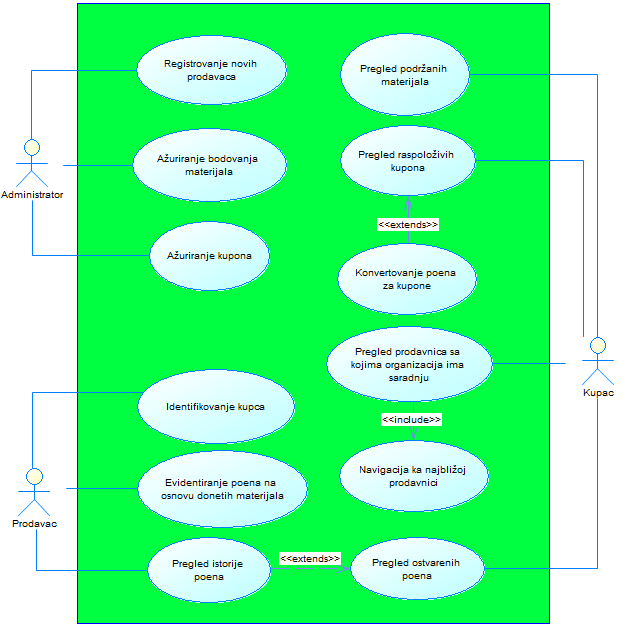 Registrovanje novih
prodavaca
Pregled podržanih
materijala
Administrator
Ažuriranje bodovanja
materijala
Pregled raspoloživih
kupona
<<extends>>
Ažuriranje kupona
Konvertovanje poena
za kupone
Pregled prodavnica sa
kojima organizacija ima
saradnju
Kupac
Identifikovanje kupca
<<include>>
Prodavac
Evidentiranje poena na
osnovu donetih materijala
Navigacija ka najbližoj
prodavnici
Pregled istorije
poena
<<extends>>
Pregled ostvarenih
poena